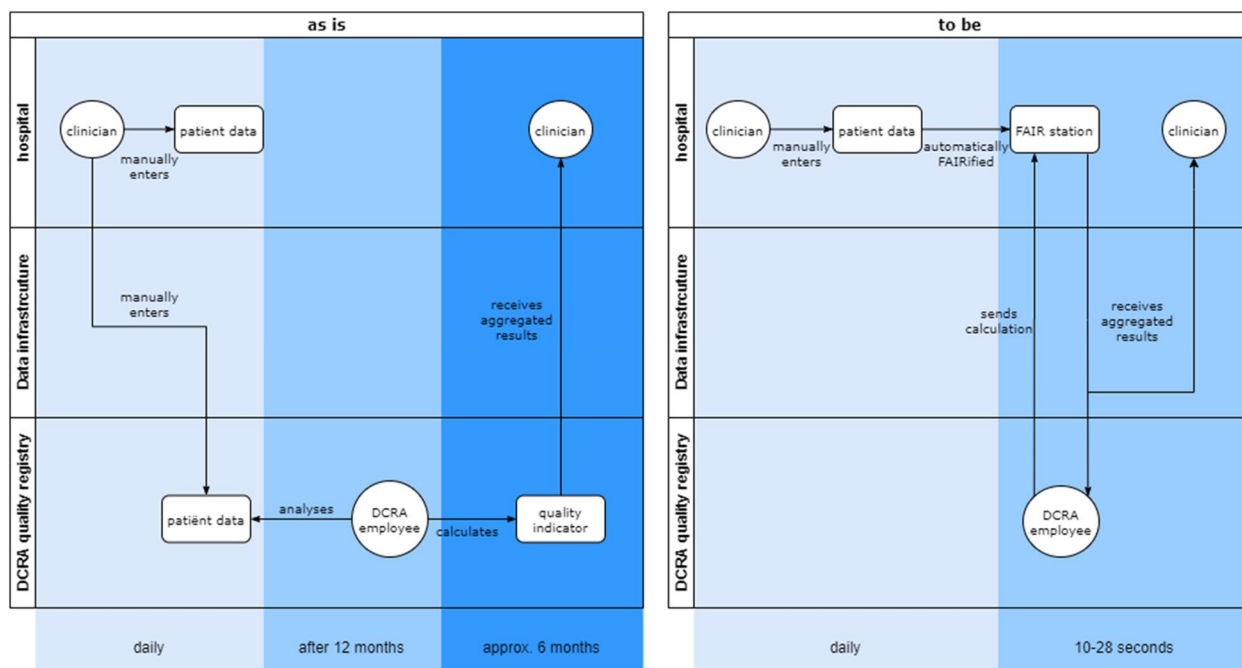 as is
hospital
clinician
patient data
manually
enters
clinician
Data infrastrcuture
manually
enters
receives
aggregated
results
DCRA quality registry
patiënt data
analyses
DCRA
employee
calculates
quality
indicator
daily
after 12 months
approx. 6 months
to be
hospital
clinician
manually
enters
patient data
automatically
FAIRified
FAIR station
clinician
Data infrastrcuture
sends
calculation
receives
aggregated
results
DCRA quality registry
DCRA
employee
daily
10-28 seconds